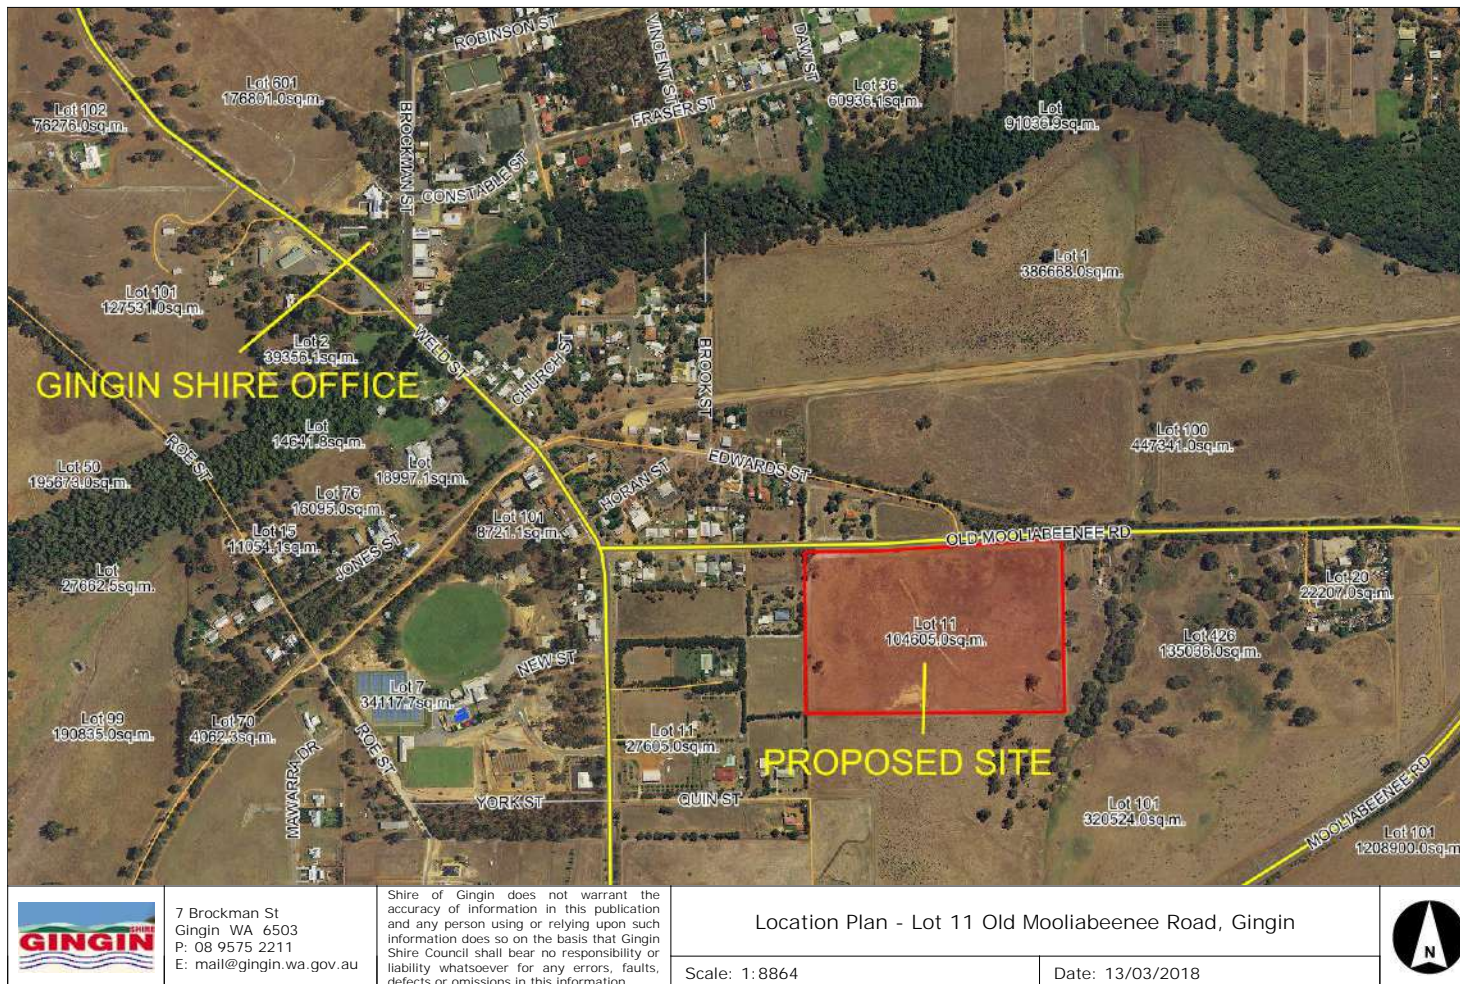 ROBINSON ST
VINCENT ST
DAW ST
Lot 601
176801.0sq.m.
Lot 102
76276.0sq.m.
BROCKMAN ST
FRASER ST
Lot 36
60936.1sq.m.
Lot
91036.9sq.m.
CONSTABLE ST
Lot 1
386668.0sq.m.
Lot 101
127531.0sq.m.
Lot 2
39356.1sq.m.
WELD ST
CHURCH ST
BROOK ST
GINGIN SHIRE OFFICE
Lot
14641.8sq.m.
Lot 100
447341.0sq.m.
ROE ST
Lot 50
195673.0sq.m.
Lot
18997.1sq.m.
HORAN ST
EDWARDS ST
Lot 76
16095.0sq.m.
Lot 101
8721.1sq.m.
Lot 15
11054.1sq.m.
OLD MOOLIABEENEE RD
JONES ST
Lot
27662.5sq.m.
Lot 20
22207.0sq.m.
Lot 11
104605.0sq.m.
Lot 426
135036.0sq.m.
NEW ST
Lot 7
34117.7sq.m.
Lot 99
190835.0sq.m.
Lot 70
4062.3sq.m.
ROE ST
Lot 11
27605.0sq.m.
PROPOSED SITE
MAWARRA DR
YORK ST
QUIN ST
Lot 101
320524.0sq.m.
MOOLIABEENEE RD
Lot 101
1208900.0sq.m
SHIRE
GINGIN
7 Brockman St
Gingin WA 6503
P: 08 9575 2211
E: mail@gingin.wa.gov.au
Shire of Gingin does not warrant the
accuracy of information in this publication
and any person using or relying upon such
information does so on the basis that Gingin
Shire Council shall bear no responsibility or
liability whatsoever for any errors, faults,
defects or omissions in this information
Location Plan - Lot 11 Old Mooliabeenee Road, Gingin
Scale: 1:8864
Date: 13/03/2018
N